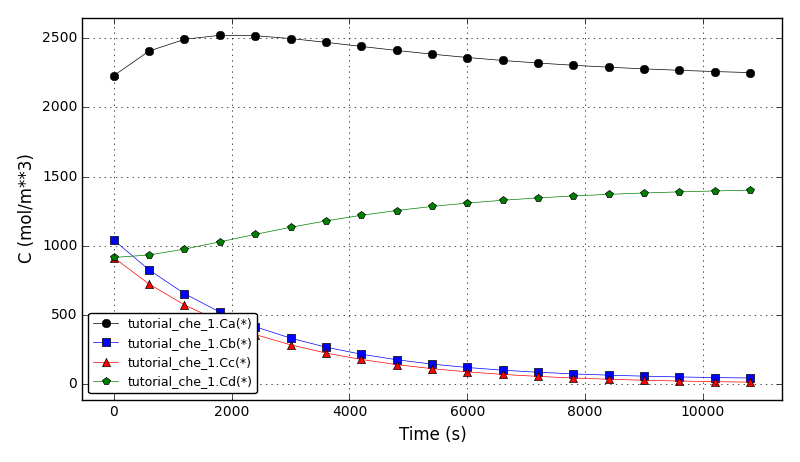 2500
2000
1500
1000
500
0
C (mol/m**3)
tutorial_che_1.Ca(*)
tutorial_che_1.Cb(*)
tutorial_che_1.Cc(*)
tutorial_che_1.Cd(*)
0 2000 4000 6000 8000 10000
Time (s)